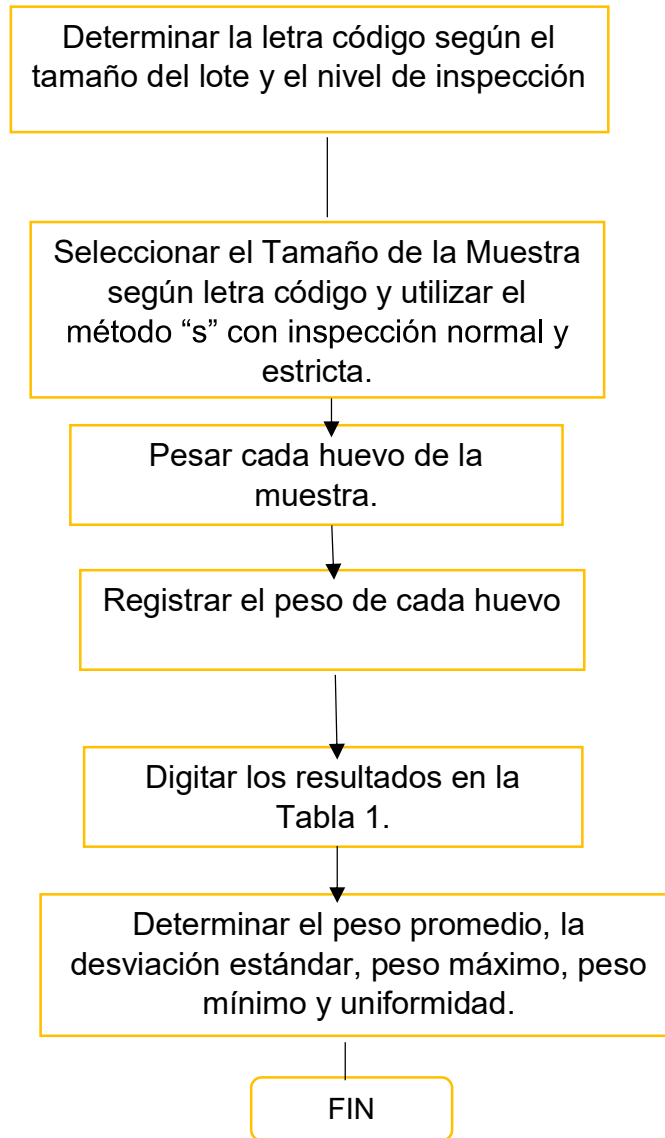 Determinar la letra código según el
tamaño del lote y el nivel de inspección
Seleccionar el Tamaño de la Muestra
según letra código y utilizar el
método “s” con inspección normal y
estricta.
Pesar cada huevo de la
muestra.
Registrar el peso de cada huevo
Digitar los resultados en la
Tabla 1.
Determinar el peso promedio, la
desviación estándar, peso máximo, peso
mínimo y uniformidad.
FIN